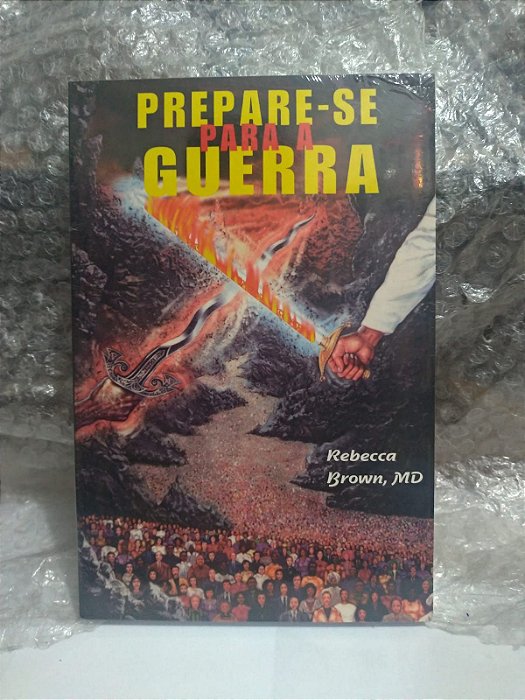 PREPARE-SE
PARA A
GUERRA
Rebecca
Brown, MD